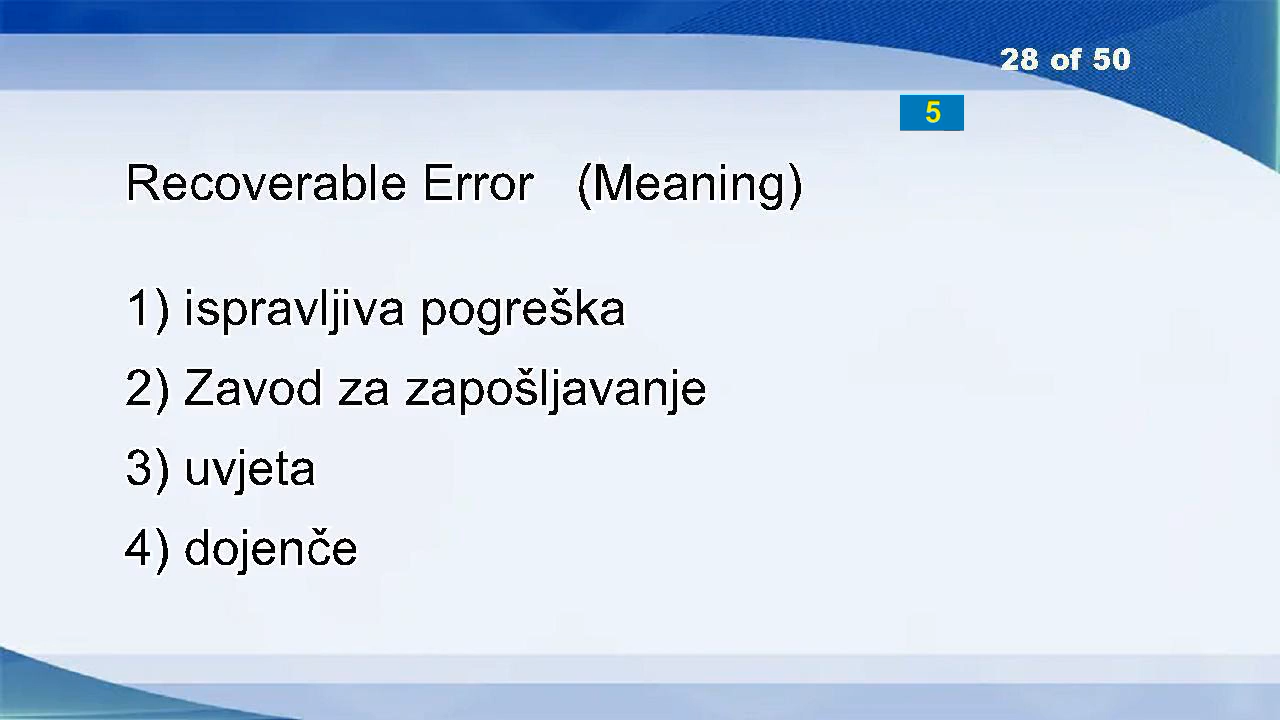 28 of 50
5
Recoverable Error (Meaning)
1) ispravljiva pogreška
2) Zavod za zapošljavanje
3) uvjeta
4) dojenče